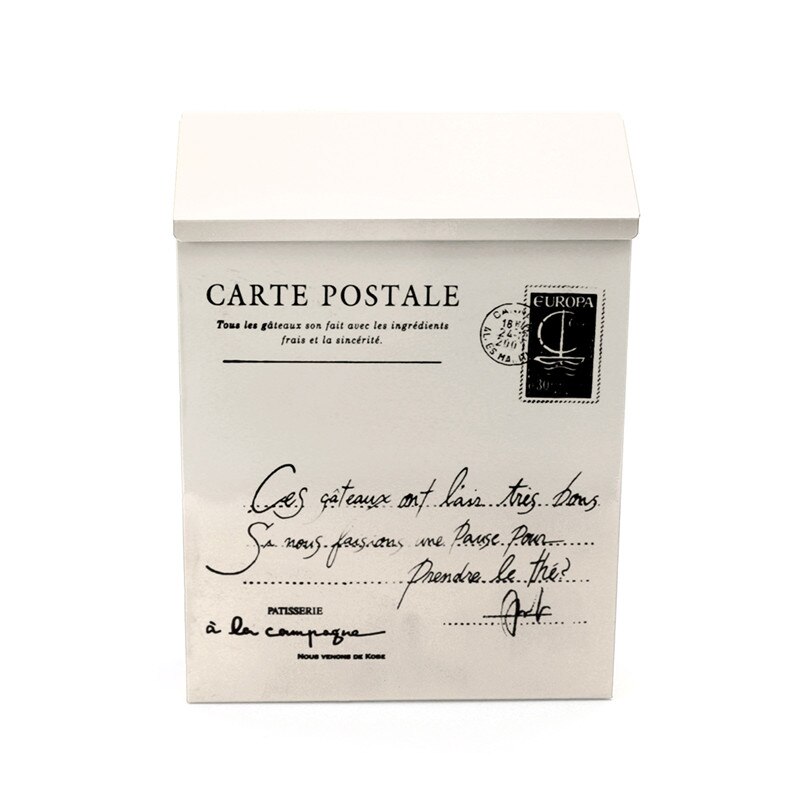 CARTE POSTALE
Tous les gâteaux son fait avec les ingrédients
frais et la sincérité.
EUROPA
Ces gâteaux ont l'air très bons
Si nous fassions une Pause Pour
Prendre le thé?
PATISSERIE
à la campagne
NOUS VENONS DE KOBE